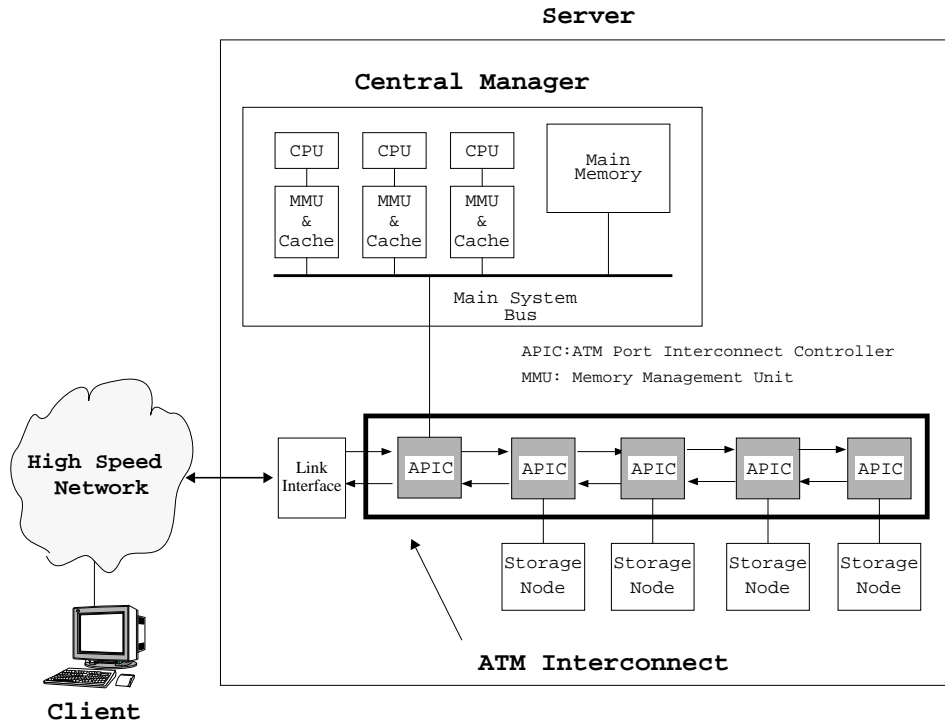 Server
Central Manager
CPU
CPU
CPU
Main
Memory
MMU
&
Cache
MMU
&
Cache
MMU
&
Cache
Main System
Bus
APIC:ATM Port Interconnect Controller
MMU: Memory Management Unit
High Speed
Network
Link
Interface
APIC
APIC
APIC
APIC
APIC
Storage
Node
Storage
Node
Storage
Node
Storage
Node
ATM Interconnect
Client